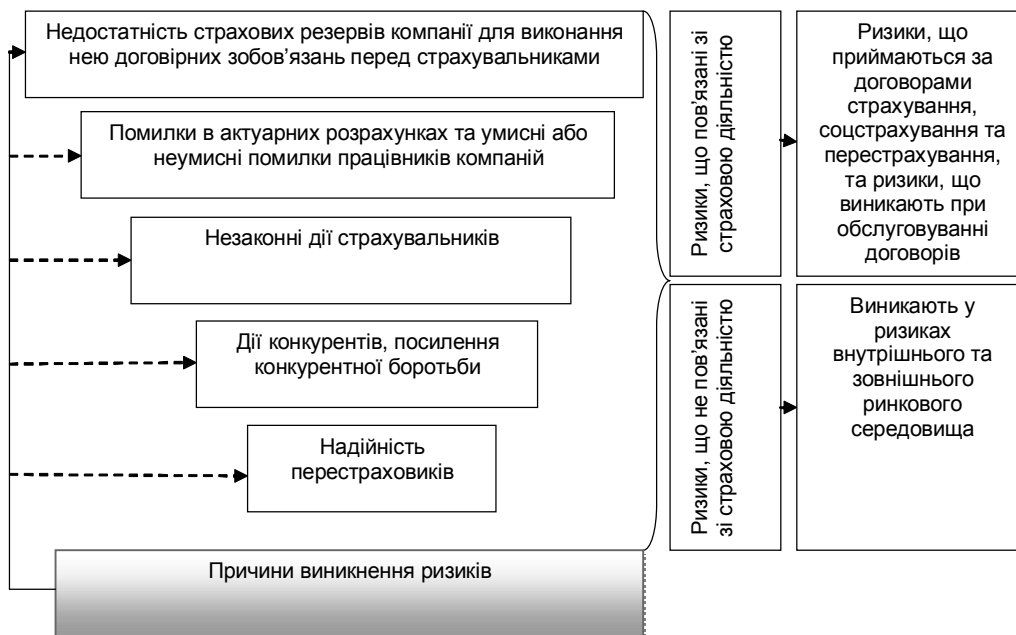 Недостатність страхових резервів компанії для виконання
нею договірних зобов’язань перед страхувальниками
Помилки в актуарних розрахунках та умисні або
неумисні помилки працівників компаній
Незаконні дії страхувальників
Дії конкурентів, посилення
конкурентної боротьби
Надійність
перестраховиків
Причини виникнення ризиків
Ризики, що пов’язані зі
страховою діяльністю
Ризики, що
приймаються за
договорами
страхування,
соцстрахування та
перестрахування,
та ризики, що
виникають при
обслуговуванні
договорів
Ризики, що не пов’язані
зі страховою діяльністю
Виникають у
ризиках
внутрішнього та
зовнішнього
ринкового
середовища